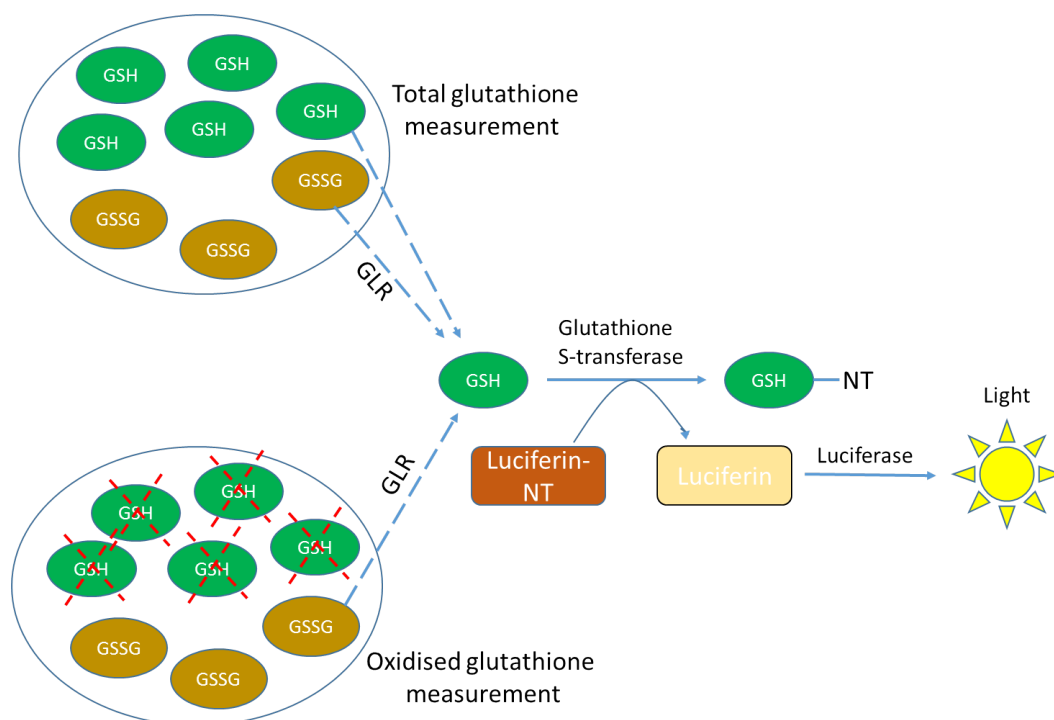 GSH
GSH
GSH
GSH
GSH
GSSG
GSSG
GSSG
Total glutathione
measurement
GLR
GSH
Glutathione
S-transferase
GSH
NT
Luciferin-
NT
Luciferin
Luciferase
Light
GLR
GSH
GSH
GSH
GSH
GSH
GSSG
GSSG
GSSG
Oxidised glutathione
measurement